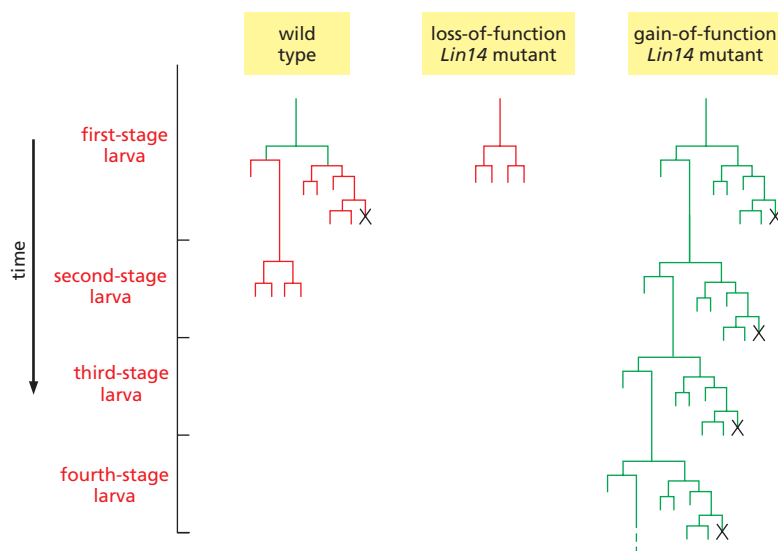 wild
type
loss-of-function
Lin14 mutant
gain-of-function
Lin14 mutant
first-stage
larva
time
second-stage
larva
third-stage
larva
fourth-stage
larva